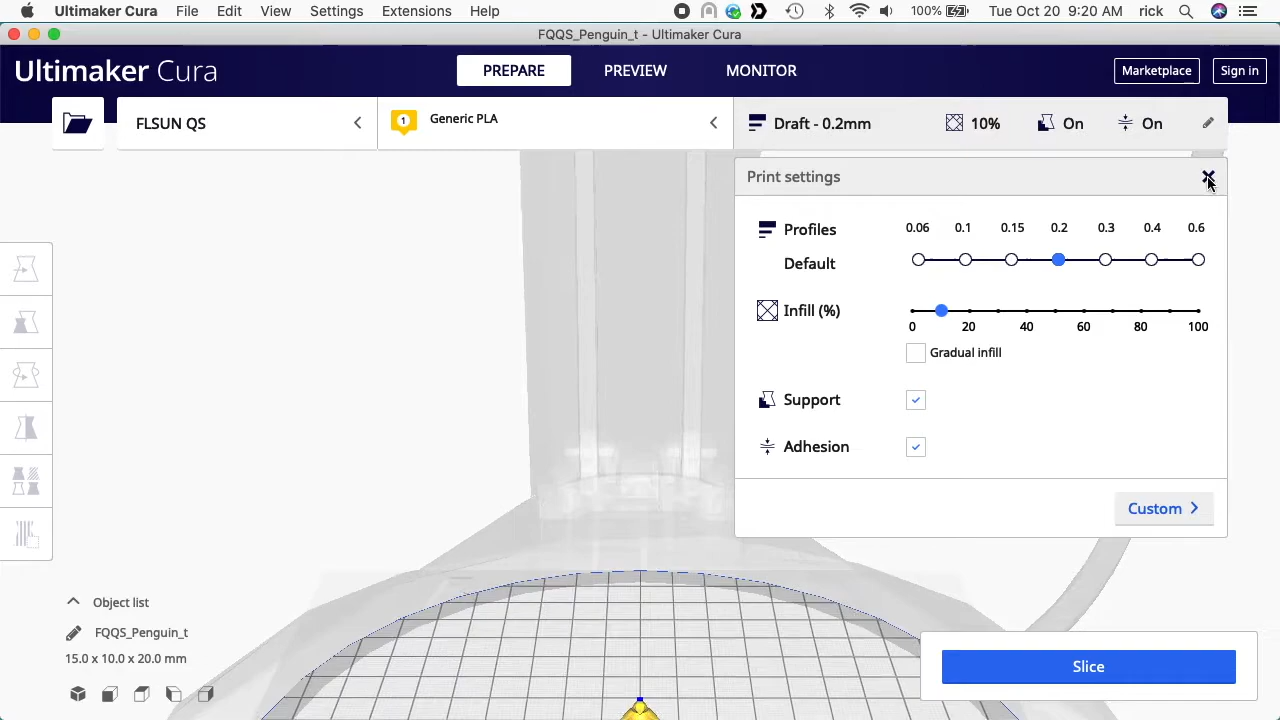 Ultimaker Cura File Edit View Settings Extensions Help 100% Tue Oct 20 9:20 AM rick
FQQS_Penguin_t - Ultimaker Cura
Ultimaker Cura PREPARE PREVIEW MONITOR Marketplace Sign in
FLSUN QS 1 Generic PLA Draft - 0.2mm 10% On On
Print settings
Profiles 0.06 0.1 0.15 0.2 0.3 0.4 0.6
Default
Infill (%)
0 20 40 60 80 100
Gradual infill
Support
Adhesion
Custom
Object list
FQQS_Penguin_t
15.0 x 10.0 x 20.0 mm
Slice